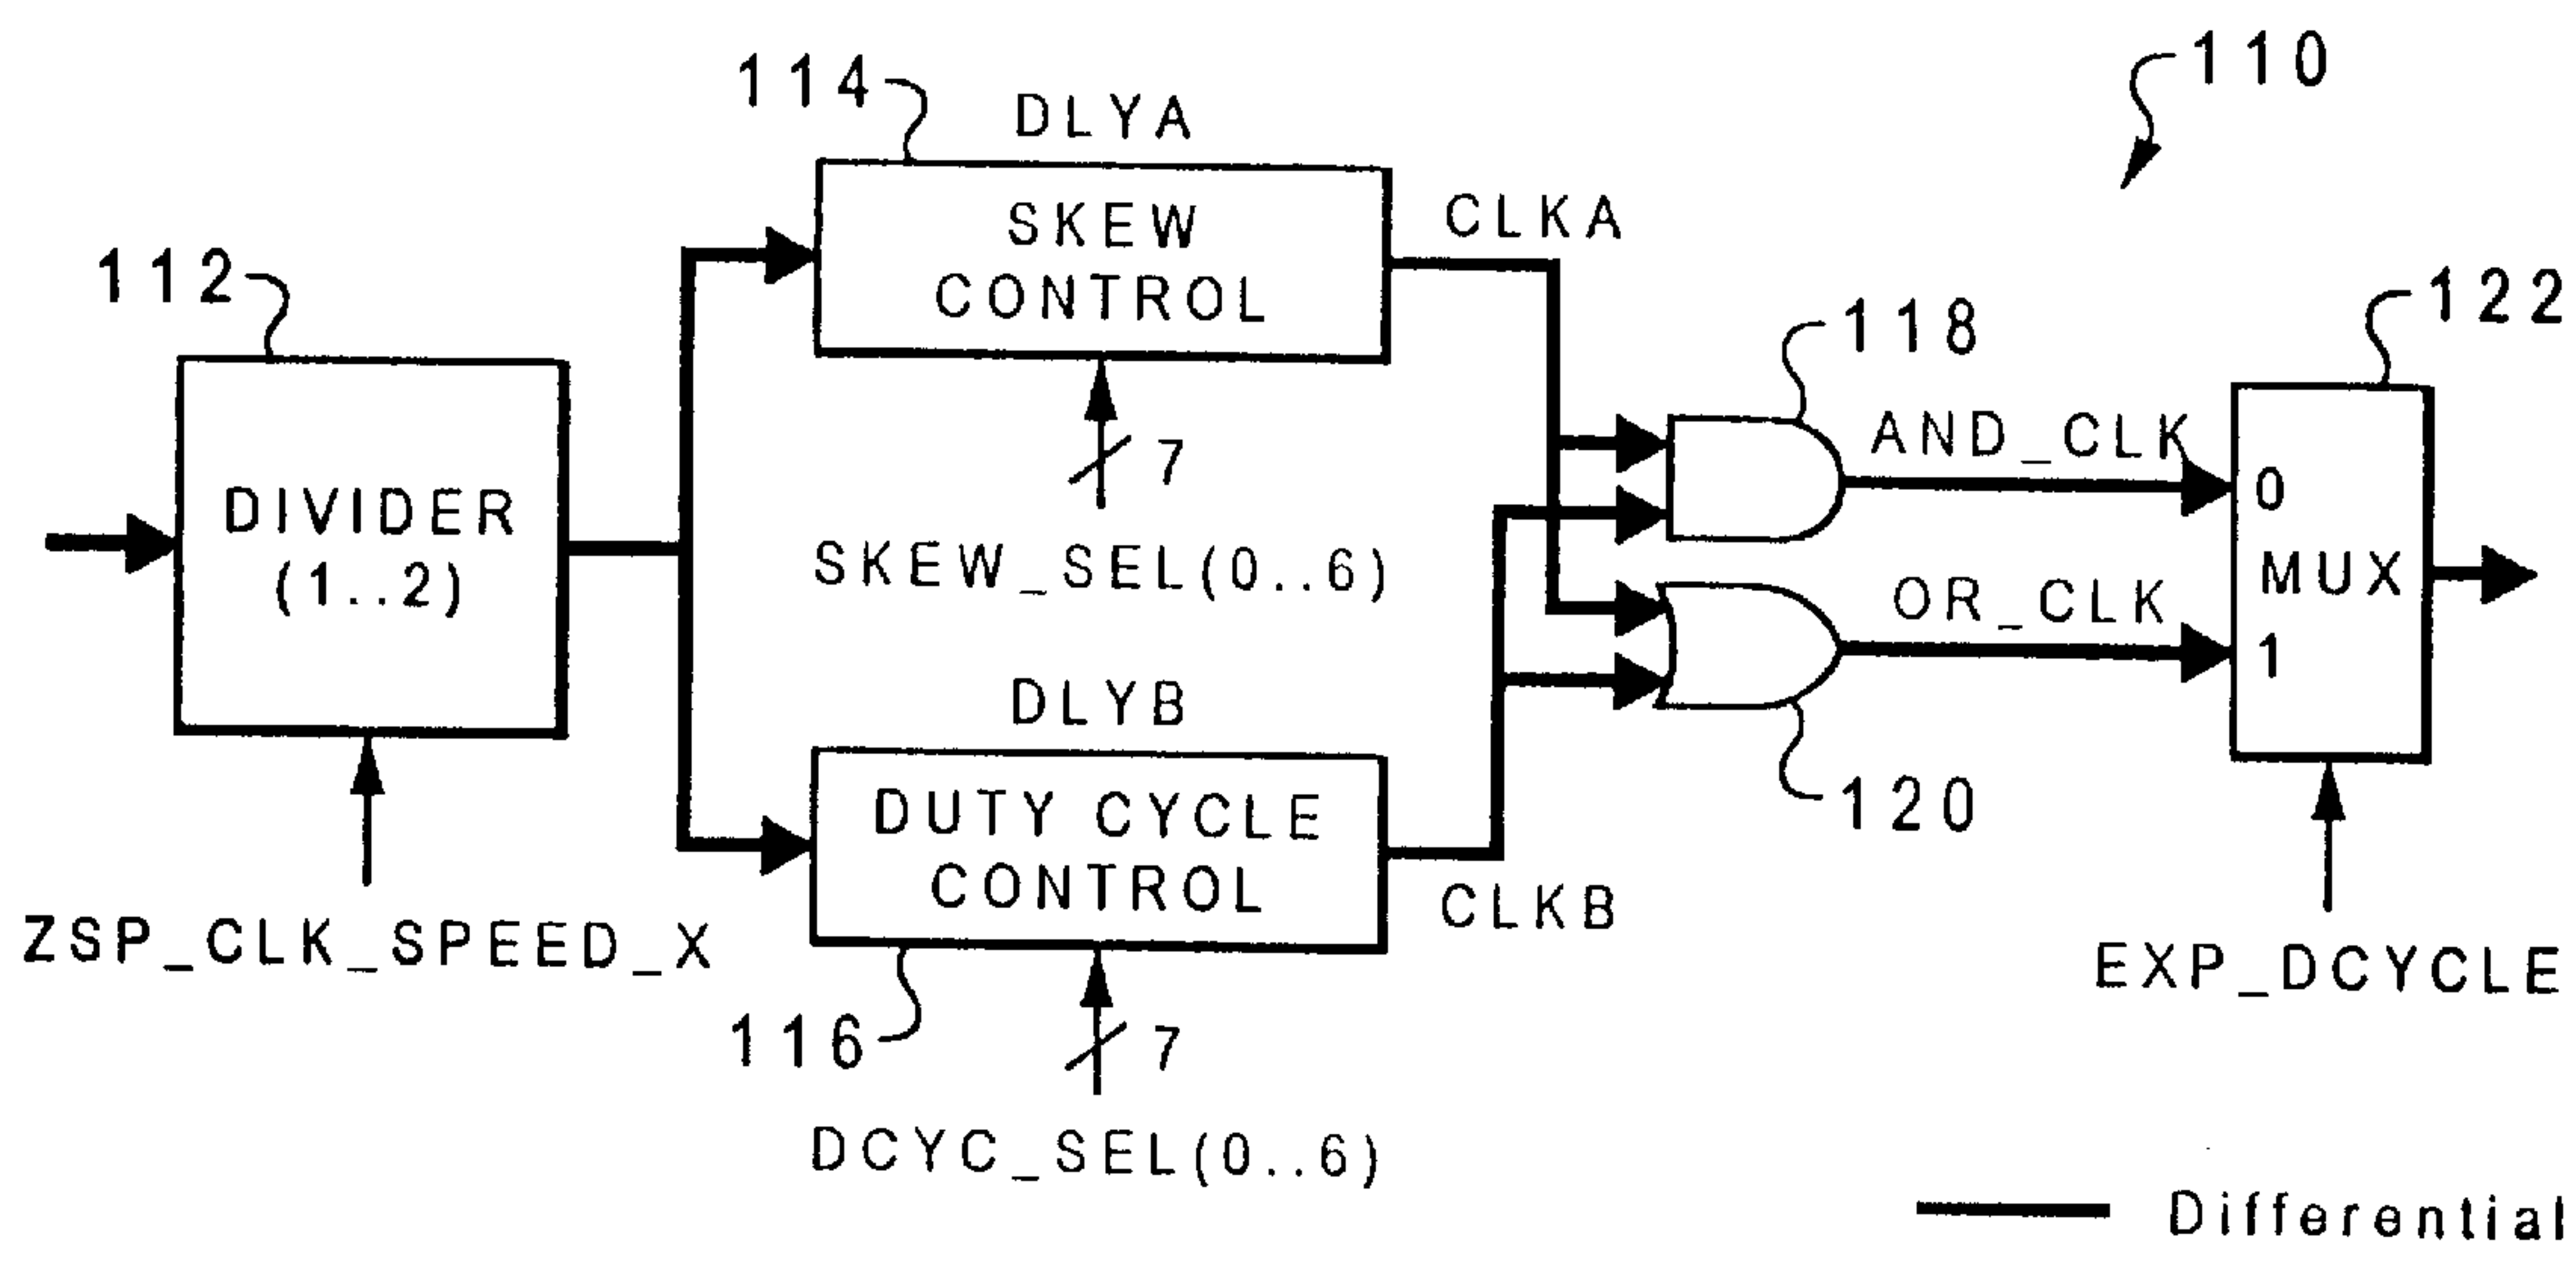 110
114
DLYA
SKEW
CONTROL
CLKA
112
118
122
7
AND_CLK
DIVIDER
(1..2)
0
MUX
1
SKEW_SEL(0..6)
OR_CLK
DLYB
DUTY CYCLE
CONTROL
120
ZSP_CLK_SPEED_X
CLKB
EXP_DCYCLE
116
7
DCYC_SEL(0..6)
Differential